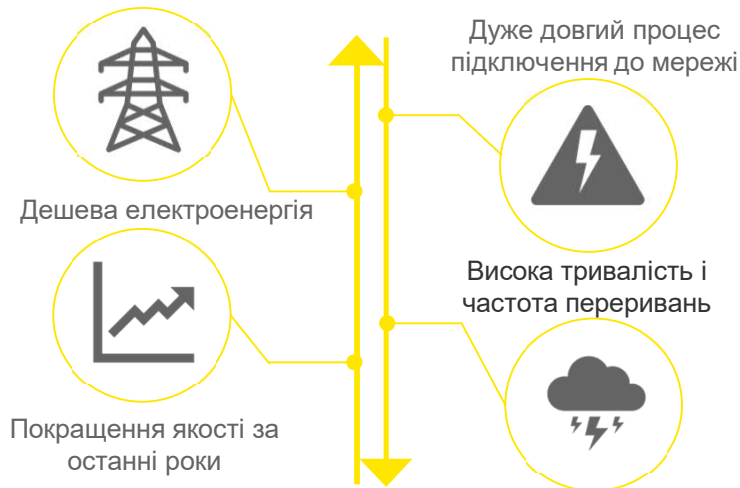 Дешева електроенергія
Покращення якості за
останні роки
Дуже довгий процес
підключення до мережі
Висока тривалість і
частота переривань